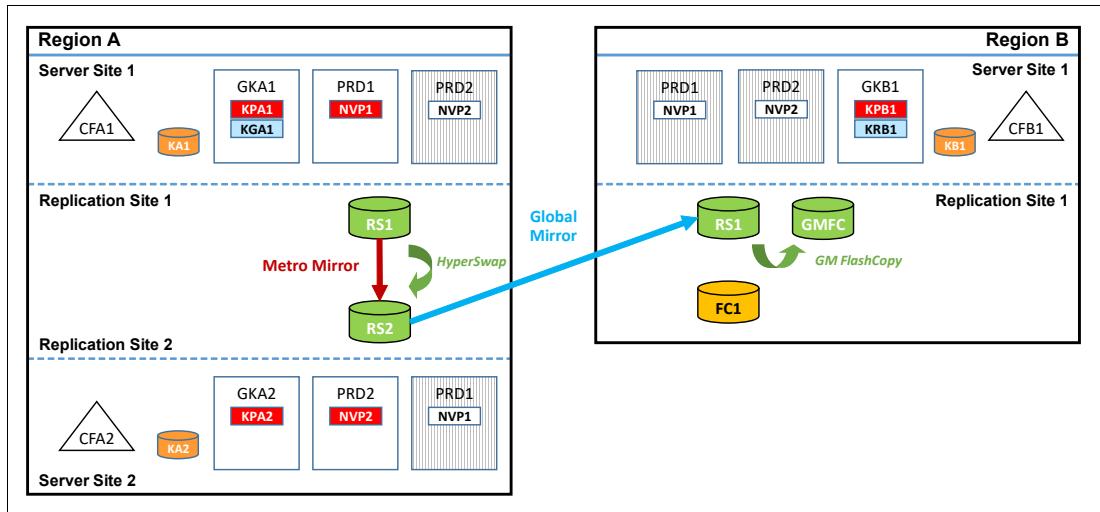 Region A
Server Site 1
CFA1
KA1
GKA1
KPA1
KGA1
PRD1
NVP1
PRD2
NVP2
Replication Site 1
RS1
Metro Mirror
HyperSwap
RS2
Replication Site 2
CFA2
KA2
GKA2
KPA2
PRD2
NVP2
PRD1
NVP1
Server Site 2
Global
Mirror
Region B
Server Site 1
PRD1
NVP1
PRD2
NVP2
GKB1
KPB1
KRB1
KB1
CFB1
Replication Site 1
RS1
GMFC
GM FlashCopy
FC1